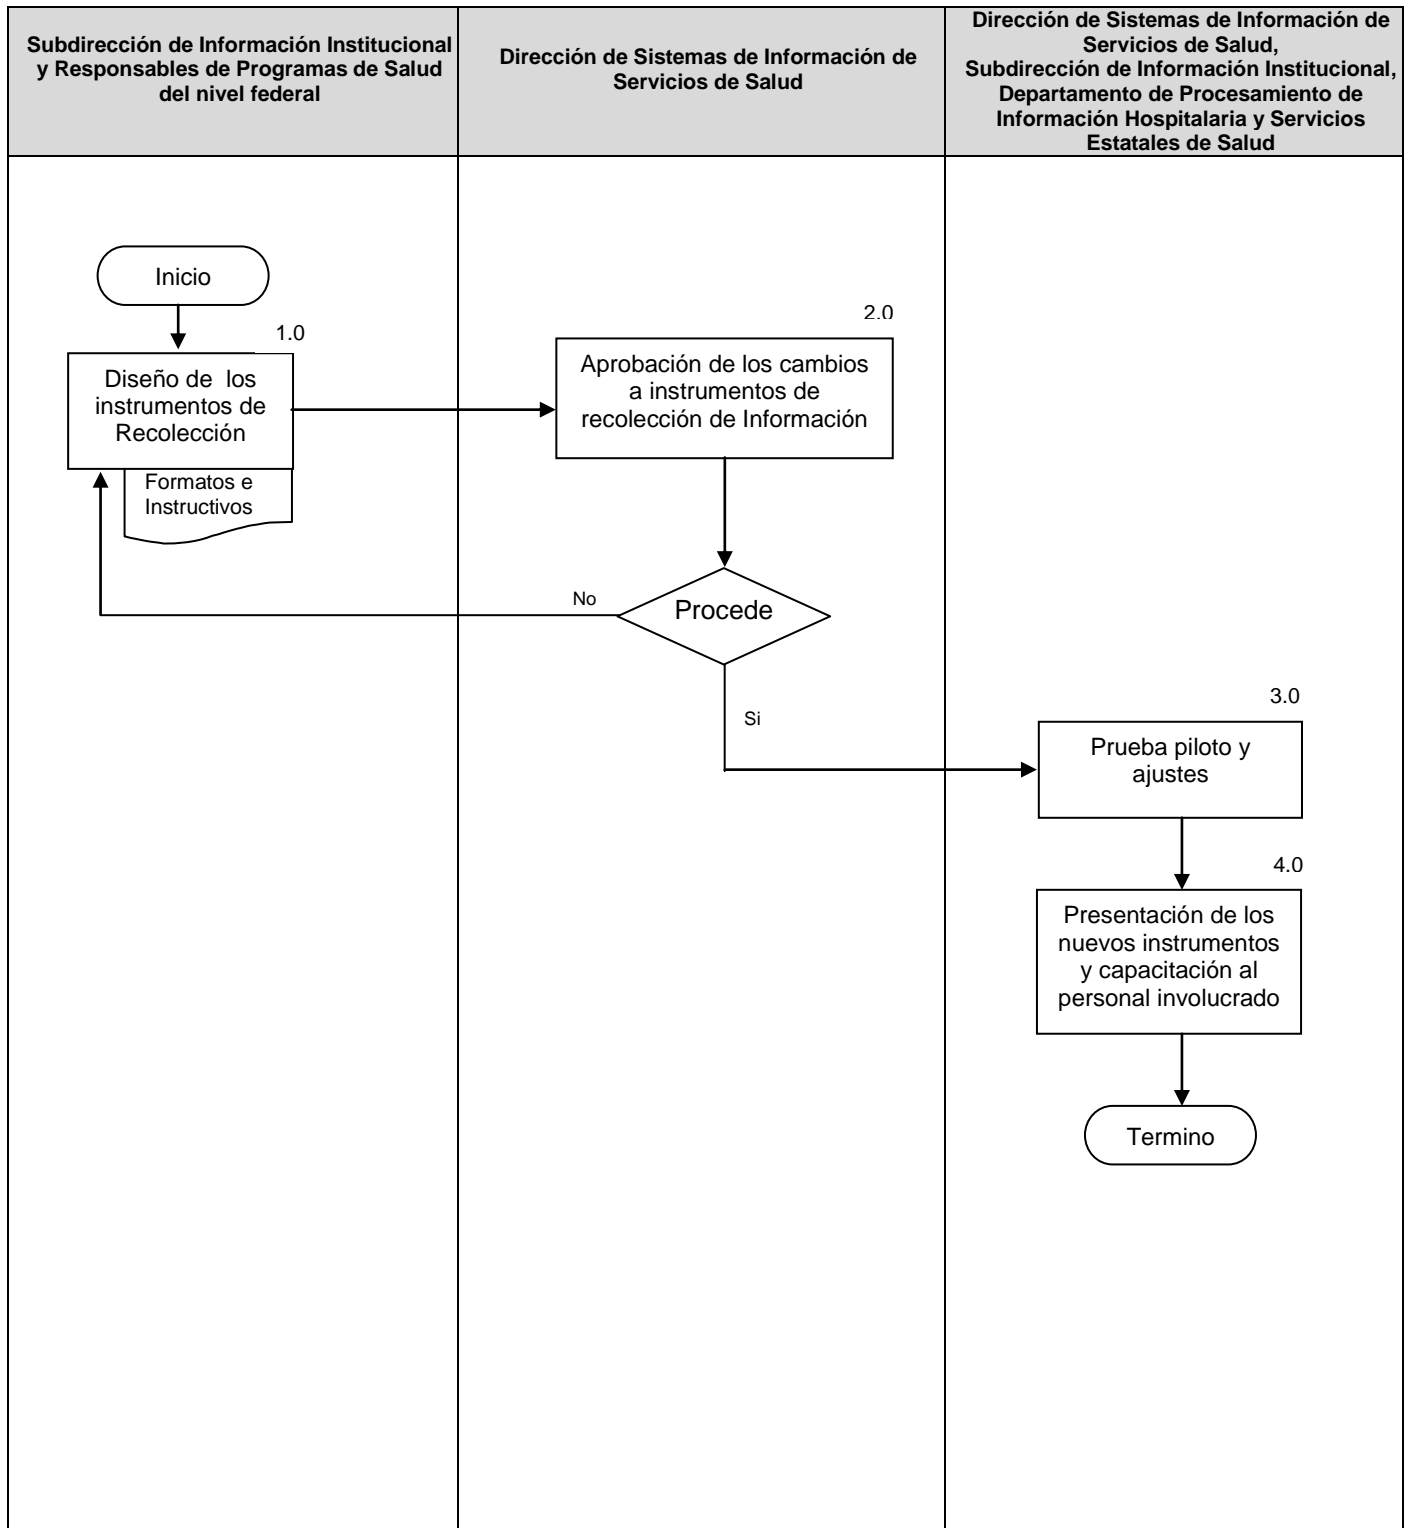 Subdirección de Información Institucional
y Responsables de Programas de Salud
del nivel federal
Dirección de Sistemas de Información de
Servicios de Salud
Dirección de Sistemas de Información de
Servicios de Salud,
Subdirección de Información Institucional,
Departamento de Procesamiento de
Información Hospitalaria y Servicios
Estatales de Salud
Inicio
1.0
Diseño de los
instrumentos de
Recolección
Formatos e
Instructivos
2.0
Aprobación de los cambios
a instrumentos de
recolección de Información
No
Procede
Si
3.0
Prueba piloto y
ajustes
4.0
Presentación de los
nuevos instrumentos
y capacitación al
personal involucrado
Termino